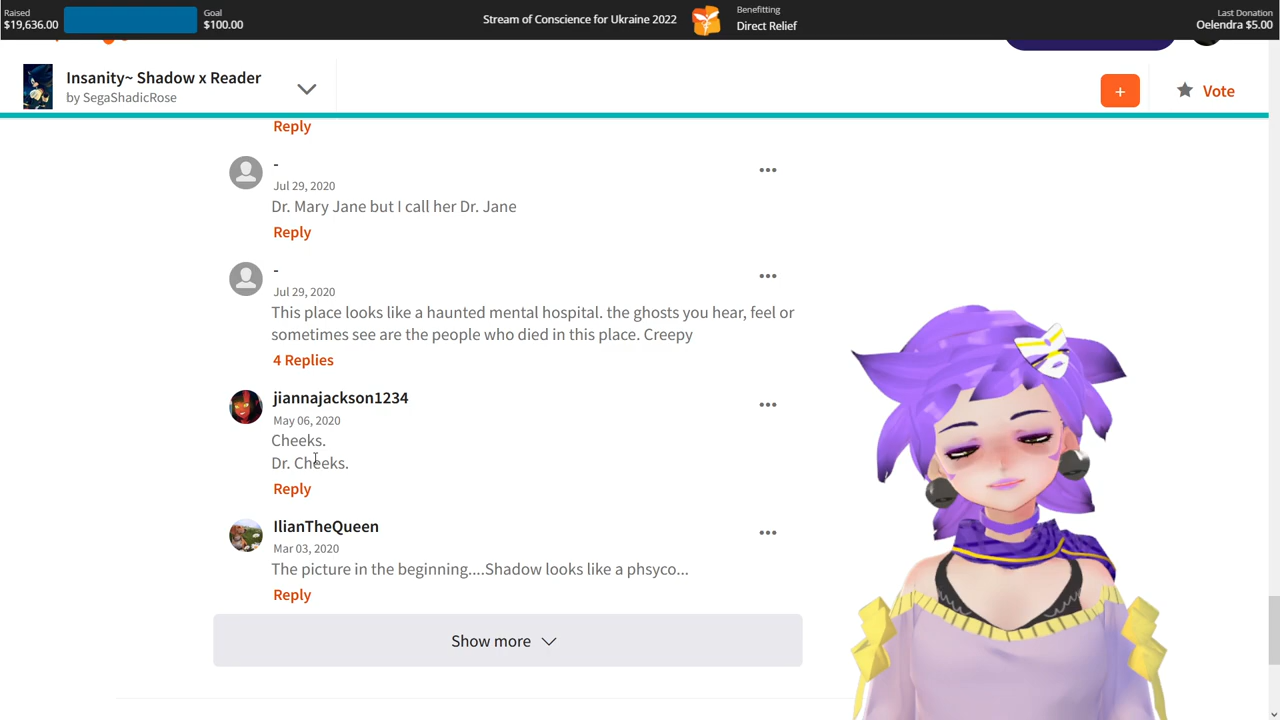 Raised
$19,636.00
Goal
$100.00
Stream of Conscience for Ukraine 2022
Benefitting
Direct Relief
Last Donation
Oelendra $5.00
Insanity~ Shadow x Reader
by SegaShadicRose
+
Vote
Reply
-
Jul 29, 2020
Dr. Mary Jane but I call her Dr. Jane
Reply
-
Jul 29, 2020
This place looks like a haunted mental hospital. the ghosts you hear, feel or
sometimes see are the people who died in this place. Creepy
4 Replies
jiannajackson1234
May 06, 2020
Cheeks.
Dr. Cheeks.
Reply
IlianTheQueen
Mar 03, 2020
The picture in the beginning....Shadow looks like a phsyco...
Reply
Show more